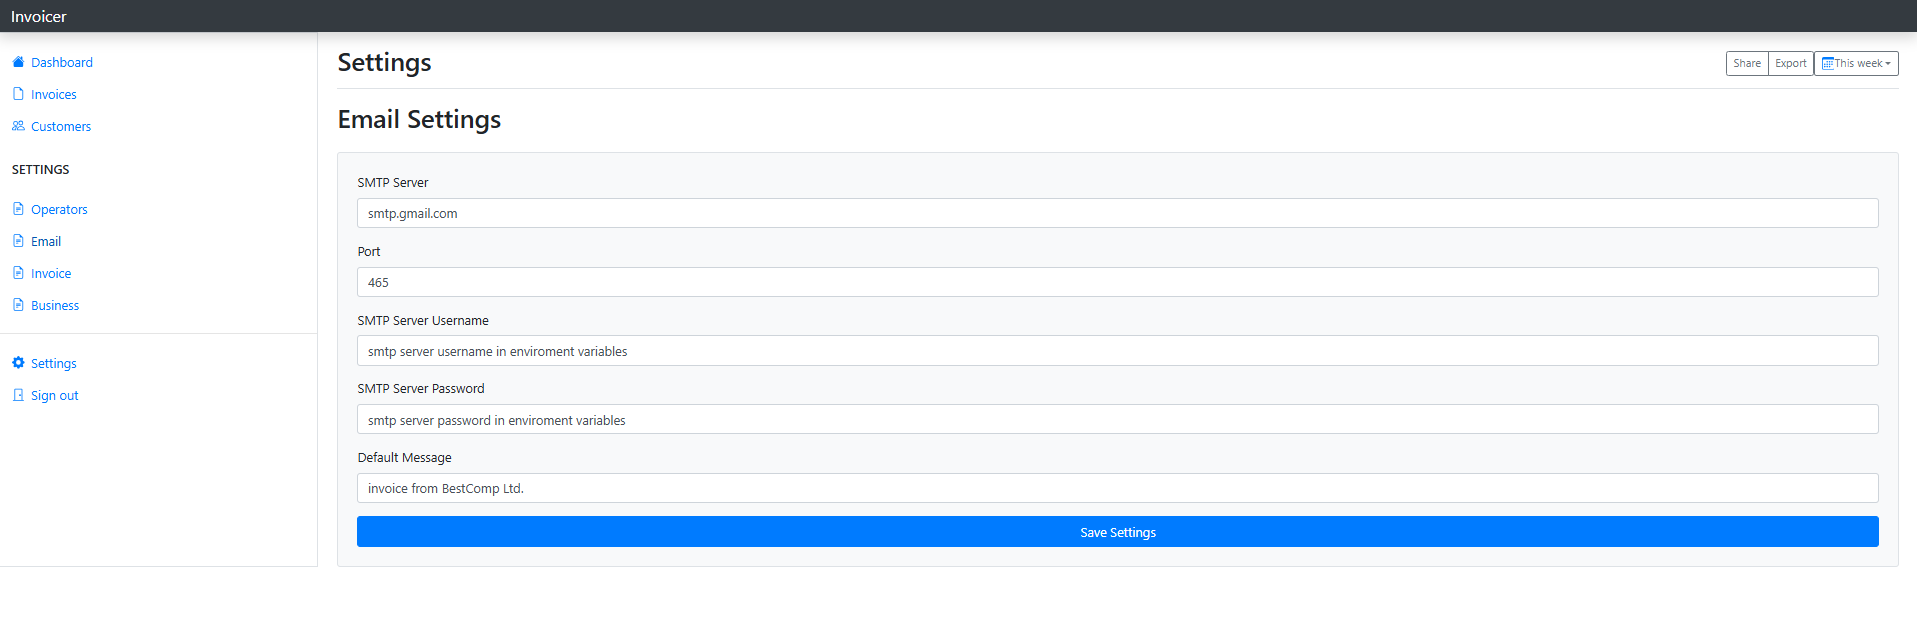 Invoicer
Dashboard
Invoices
Customers
SETTINGS
Operators
Email
Invoice
Business
Settings
Sign out
Settings
Share Export This week
Email Settings
SMTP Server
smtp.gmail.com
Port
465
SMTP Server Username
smtp server username in enviroment variables
SMTP Server Password
smtp server password in enviroment variables
Default Message
invoice from BestComp Ltd.
Save Settings